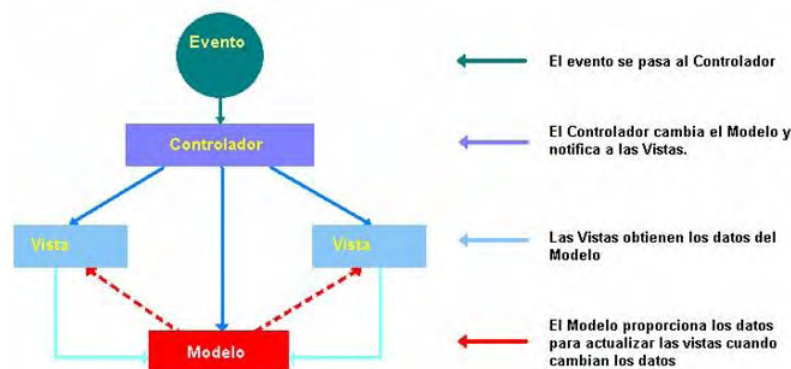 Evento
El evento se pasa al Controlador
Controlador
El Controlador cambia el Modelo y
notifica a las Vistas.
Vista
Vista
Las Vistas obtienen los datos del
Modelo
Modelo
El Modelo proporciona los datos
para actualizar las vistas cuando
cambian los datos